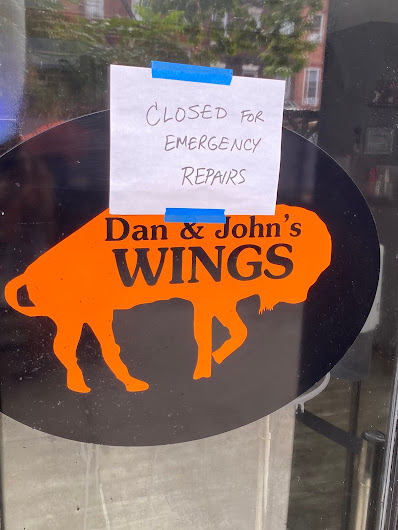 CLOSED FOR
EMERGENCY
REPAIRS
Dan & John's
WINGS